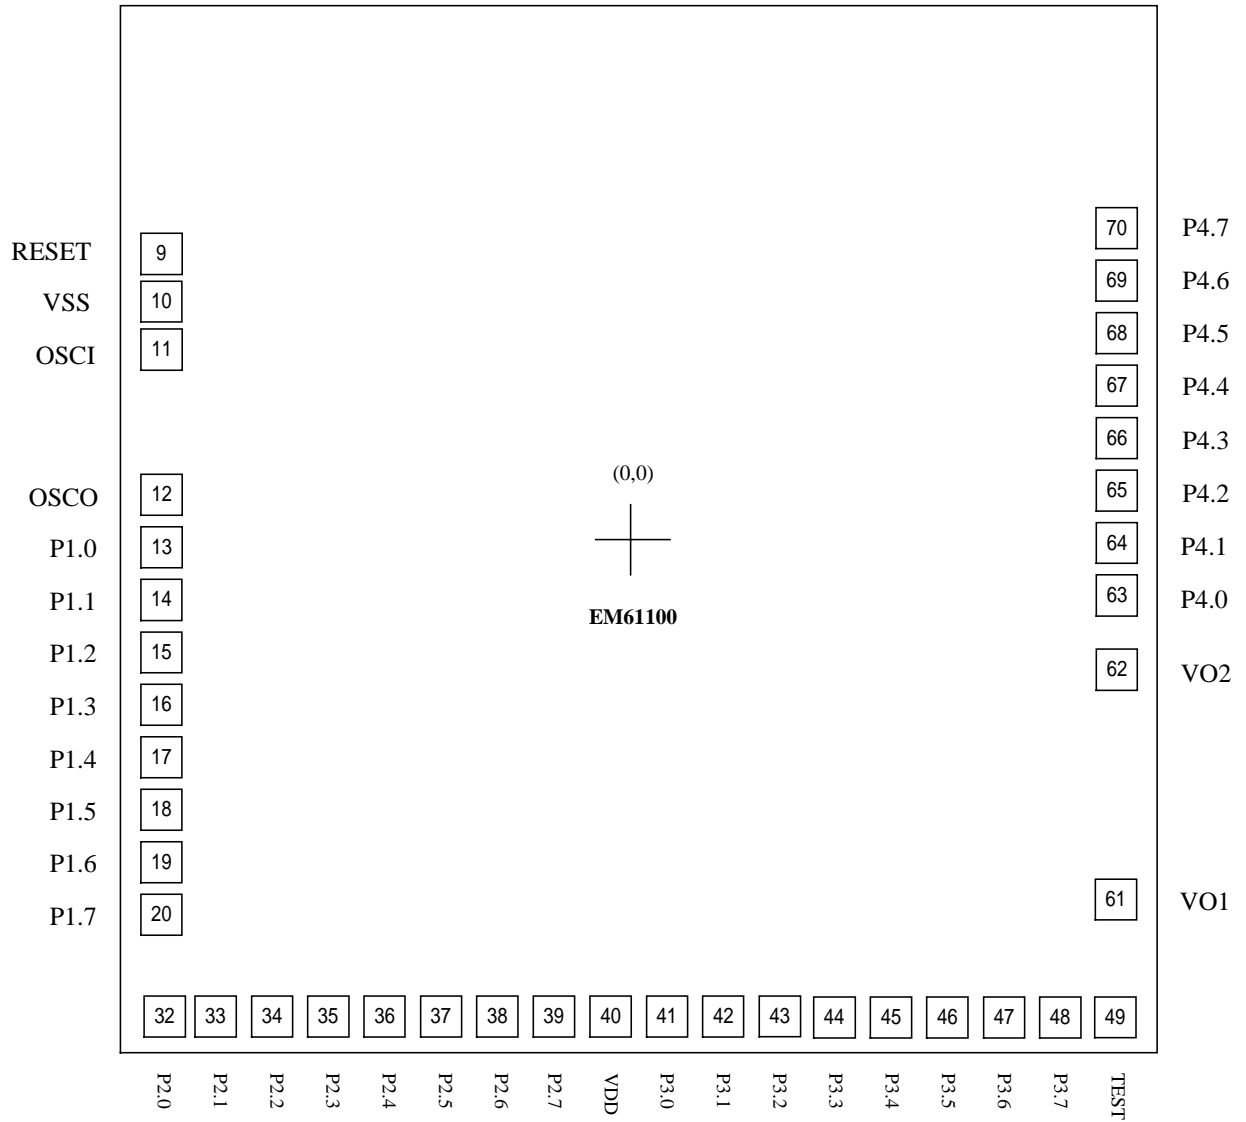 70 P4.7
RESET 9
69 P4.6
VSS 10
68 P4.5
OSCI 11
67 P4.4
66 P4.3
(0,0)
65 P4.2
OSCO 12
64 P4.1
P1.0 13
63 P4.0
P1.1 14
EM61100
P1.2 15
62 VO2
P1.3 16
P1.4 17
P1.5 18
P1.6 19
61 VO1
P1.7 20
32 33 34 35 36 37 38 39 40 41 42 43 44 45 46 47 48 49
P2.0 P2.1 P2.2 P2.3 P2.4 P2.5 P2.6 P2.7 VDD P3.0 P3.1 P3.2 P3.3 P3.4 P3.5 P3.6 P3.7 TEST